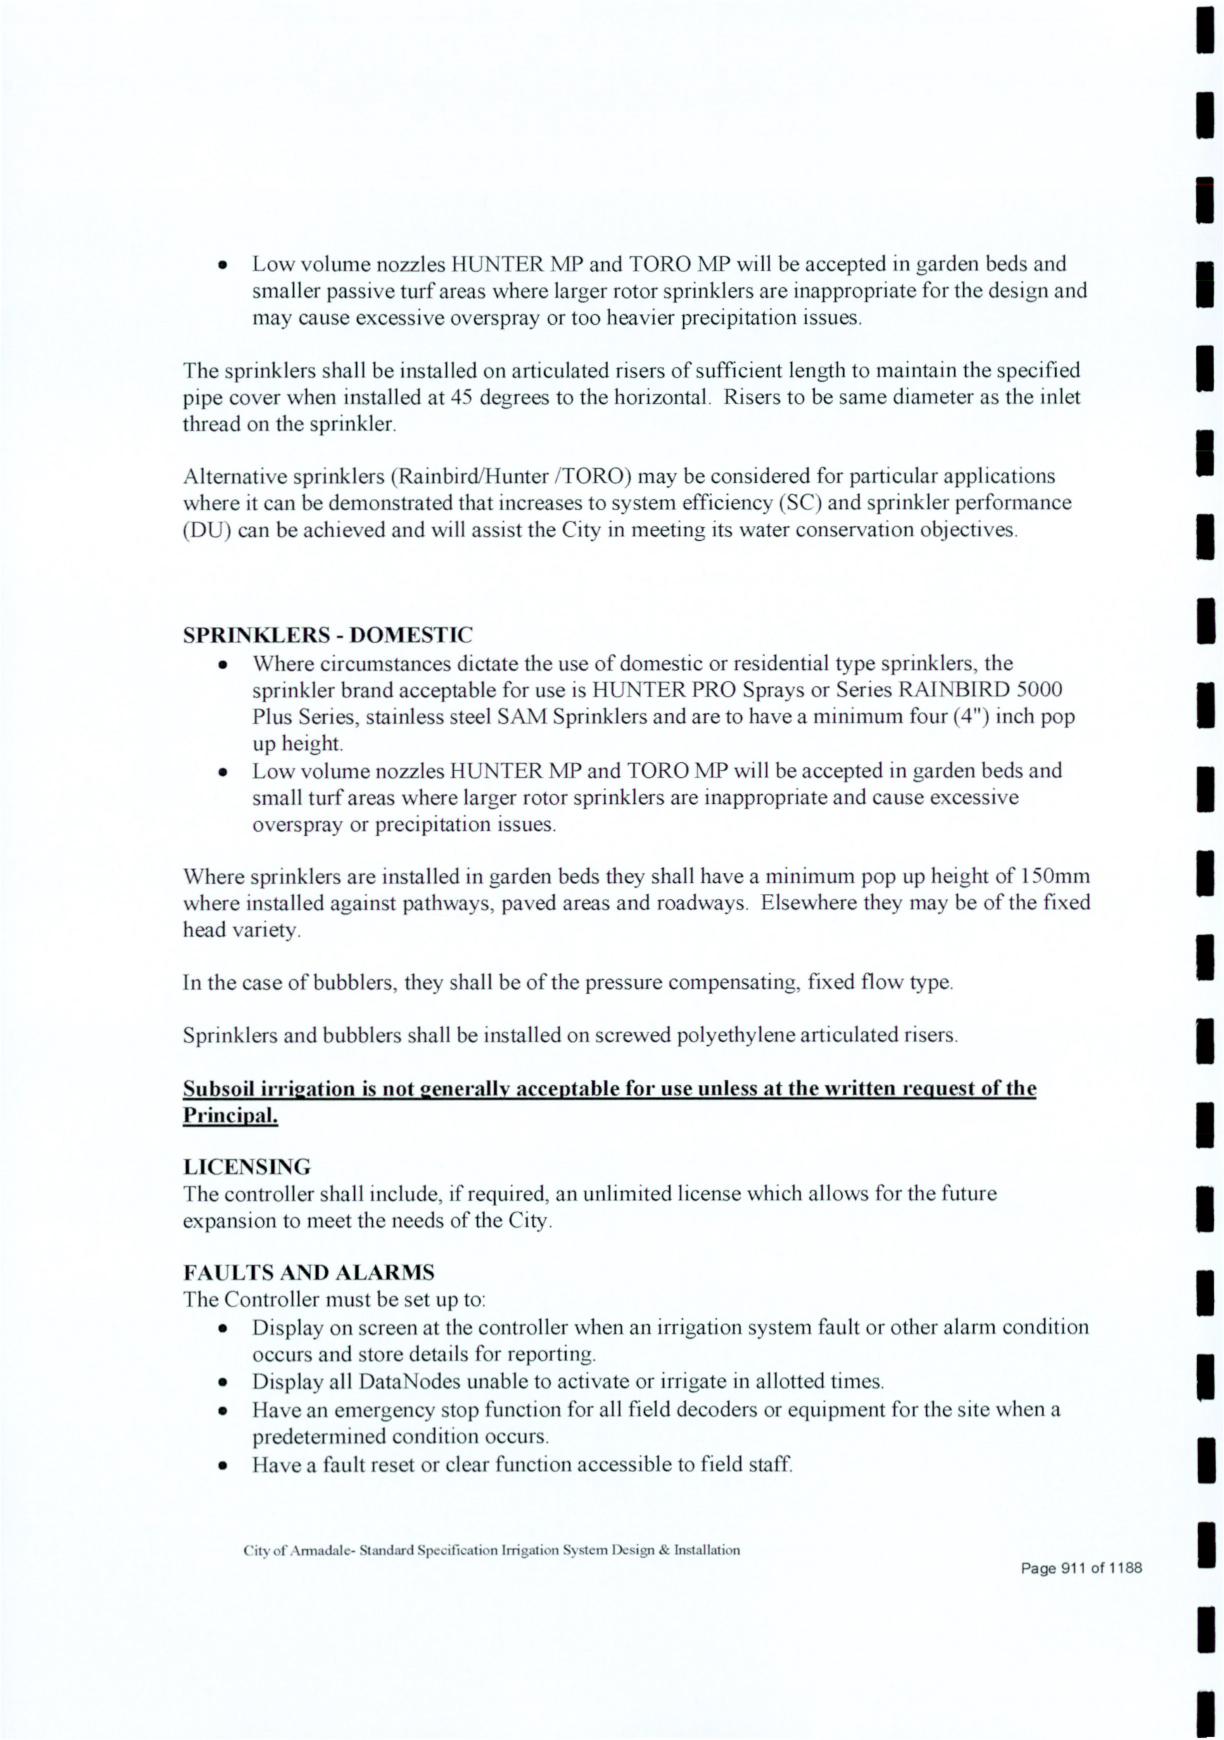 • Low volume nozzles HUNTER MP and TORO MP will be accepted in garden beds and
smaller passive turf areas where larger rotor sprinklers are inappropriate for the design and
may cause excessive overspray or too heavier precipitation issues.
The sprinklers shall be installed on articulated risers of sufficient length to maintain the specified
pipe cover when installed at 45 degrees to the horizontal. Risers to be same diameter as the inlet
thread on the sprinkler.
Alternative sprinklers (Rainbird/Hunter /TORO) may be considered for particular applications
where it can be demonstrated that increases to system efficiency (SC) and sprinkler performance
(DU) can be achieved and will assist the City in meeting its water conservation objectives.
SPRINKLERS - DOMESTIC
• Where circumstances dictate the use of domestic or residential type sprinklers, the
sprinkler brand acceptable for use is HUNTER PRO Sprays or Series RAINBIRD 5000
Plus Series, stainless steel SAM Sprinklers and are to have a minimum four (4") inch pop
up height.
• Low volume nozzles HUNTER MP and TORO MP will be accepted in garden beds and
small turf areas where larger rotor sprinklers are inappropriate and cause excessive
overspray or precipitation issues.
Where sprinklers are installed in garden beds they shall have a minimum pop up height of 150mm
where installed against pathways, paved areas and roadways. Elsewhere they may be of the fixed
head variety.
In the case of bubblers, they shall be of the pressure compensating, fixed flow type.
Sprinklers and bubblers shall be installed on screwed polyethylene articulated risers.
Subsoil irrigation is not generally acceptable for use unless at the written request of the
Principal.
LICENSING
The controller shall include, if required, an unlimited license which allows for the future
expansion to meet the needs of the City.
FAULTS AND ALARMS
The Controller must be set up to:
• Display on screen at the controller when an irrigation system fault or other alarm condition
occurs and store details for reporting.
• Display all DataNodes unable to activate or irrigate in allotted times.
• Have an emergency stop function for all field decoders or equipment for the site when a
predetermined condition occurs.
• Have a fault reset or clear function accessible to field staff.
City of Armadale- Standard Specification Irrigation System Design & Installation
Page 911 of 1188